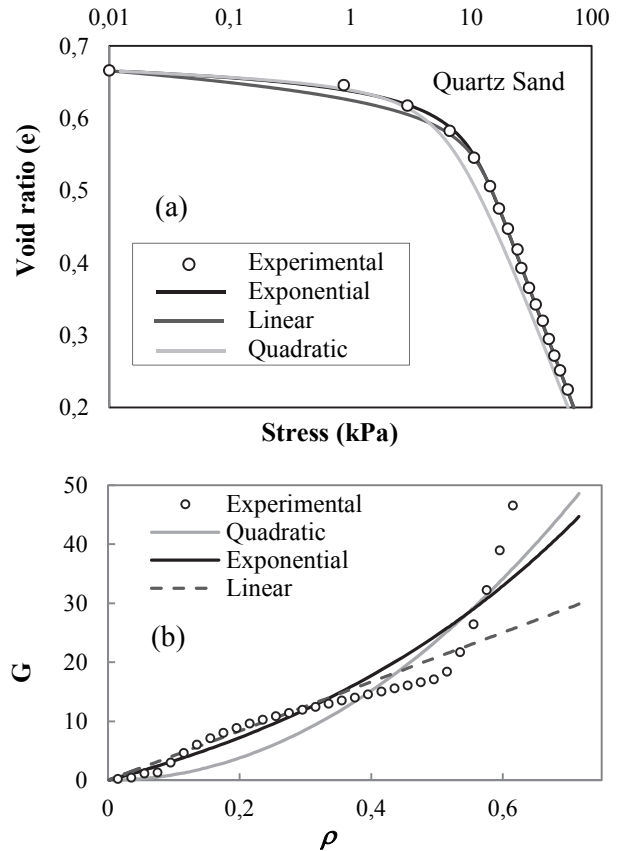 0,01 0,1 1 10 100
0,7
0,6
0,5
0,4
0,3
0,2
Void ratio (e)
Quartz Sand
(a)
Experimental
Exponential
Linear
Quadratic
Stress (kPa)
50
40
30
20
10
0
G
Experimental
Quadratic
Exponential
Linear
(b)
0 0,2 0,4 0,6
ρ